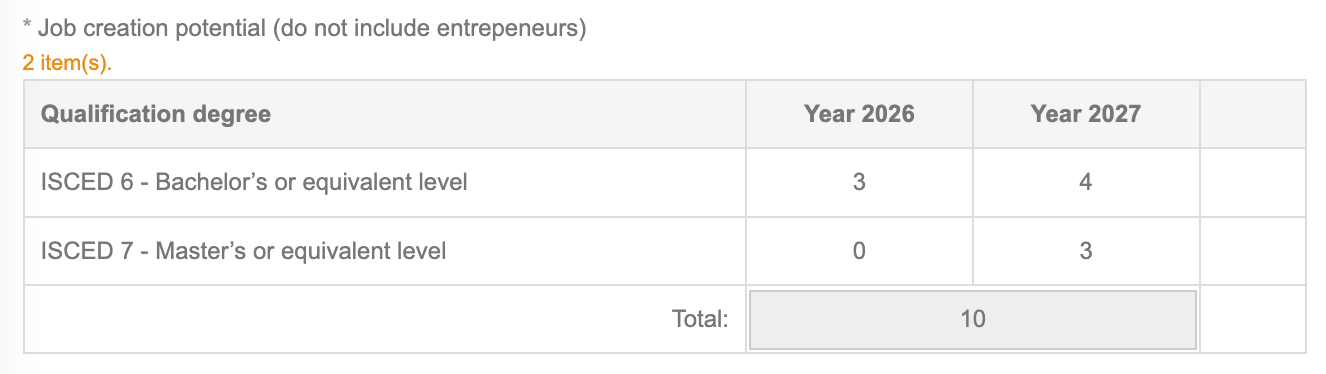 * Job creation potential (do not include entrepeneurs)
2 item(s).
Qualification degree Year 2026 Year 2027
ISCED 6 - Bachelor’s or equivalent level 3 4
ISCED 7 - Master’s or equivalent level 0 3
Total: 10